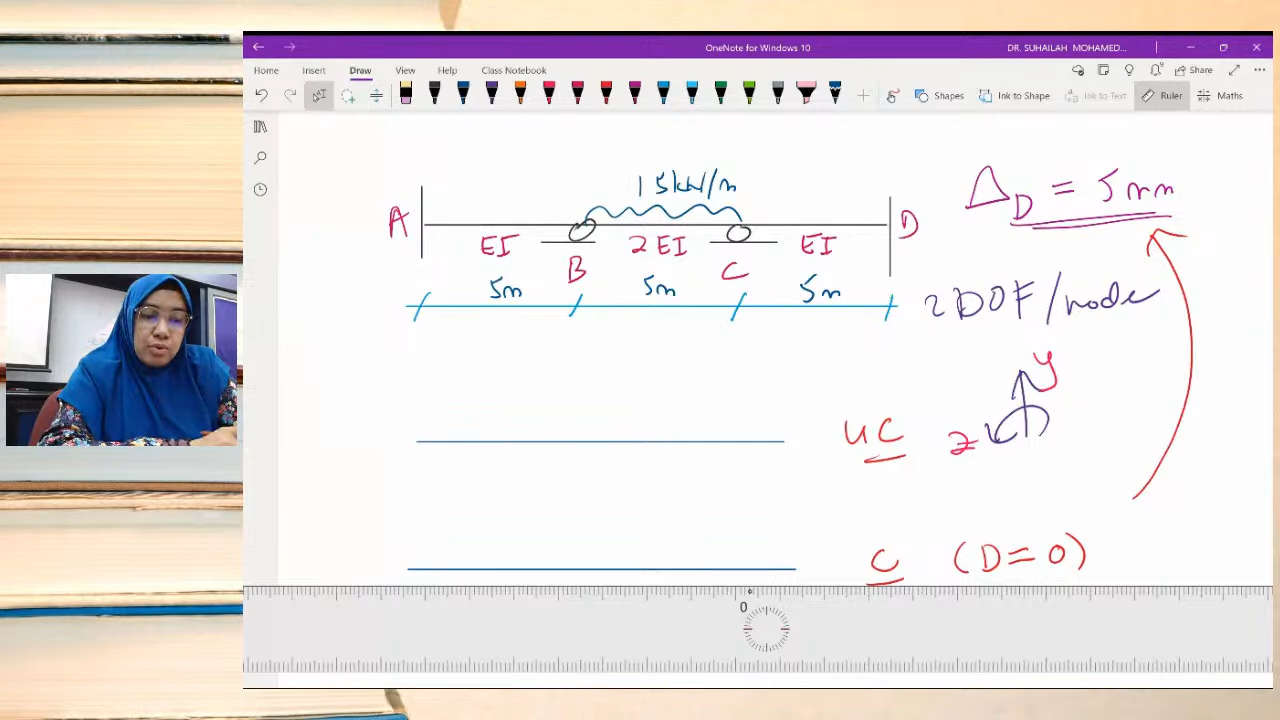 OneNote for Windows 10
DR. SUHAILAH MOHAMED...
Home Insert Draw View Help Class Notebook
Share
Shapes Ink to Shape Ink to Text Ruler Maths
15kN/m
ΔD = 5mm
A
D
EI
2EI
EI
B
C
5m
5m
5m
2DOF/node
y
UC
z
C (D=0)
0